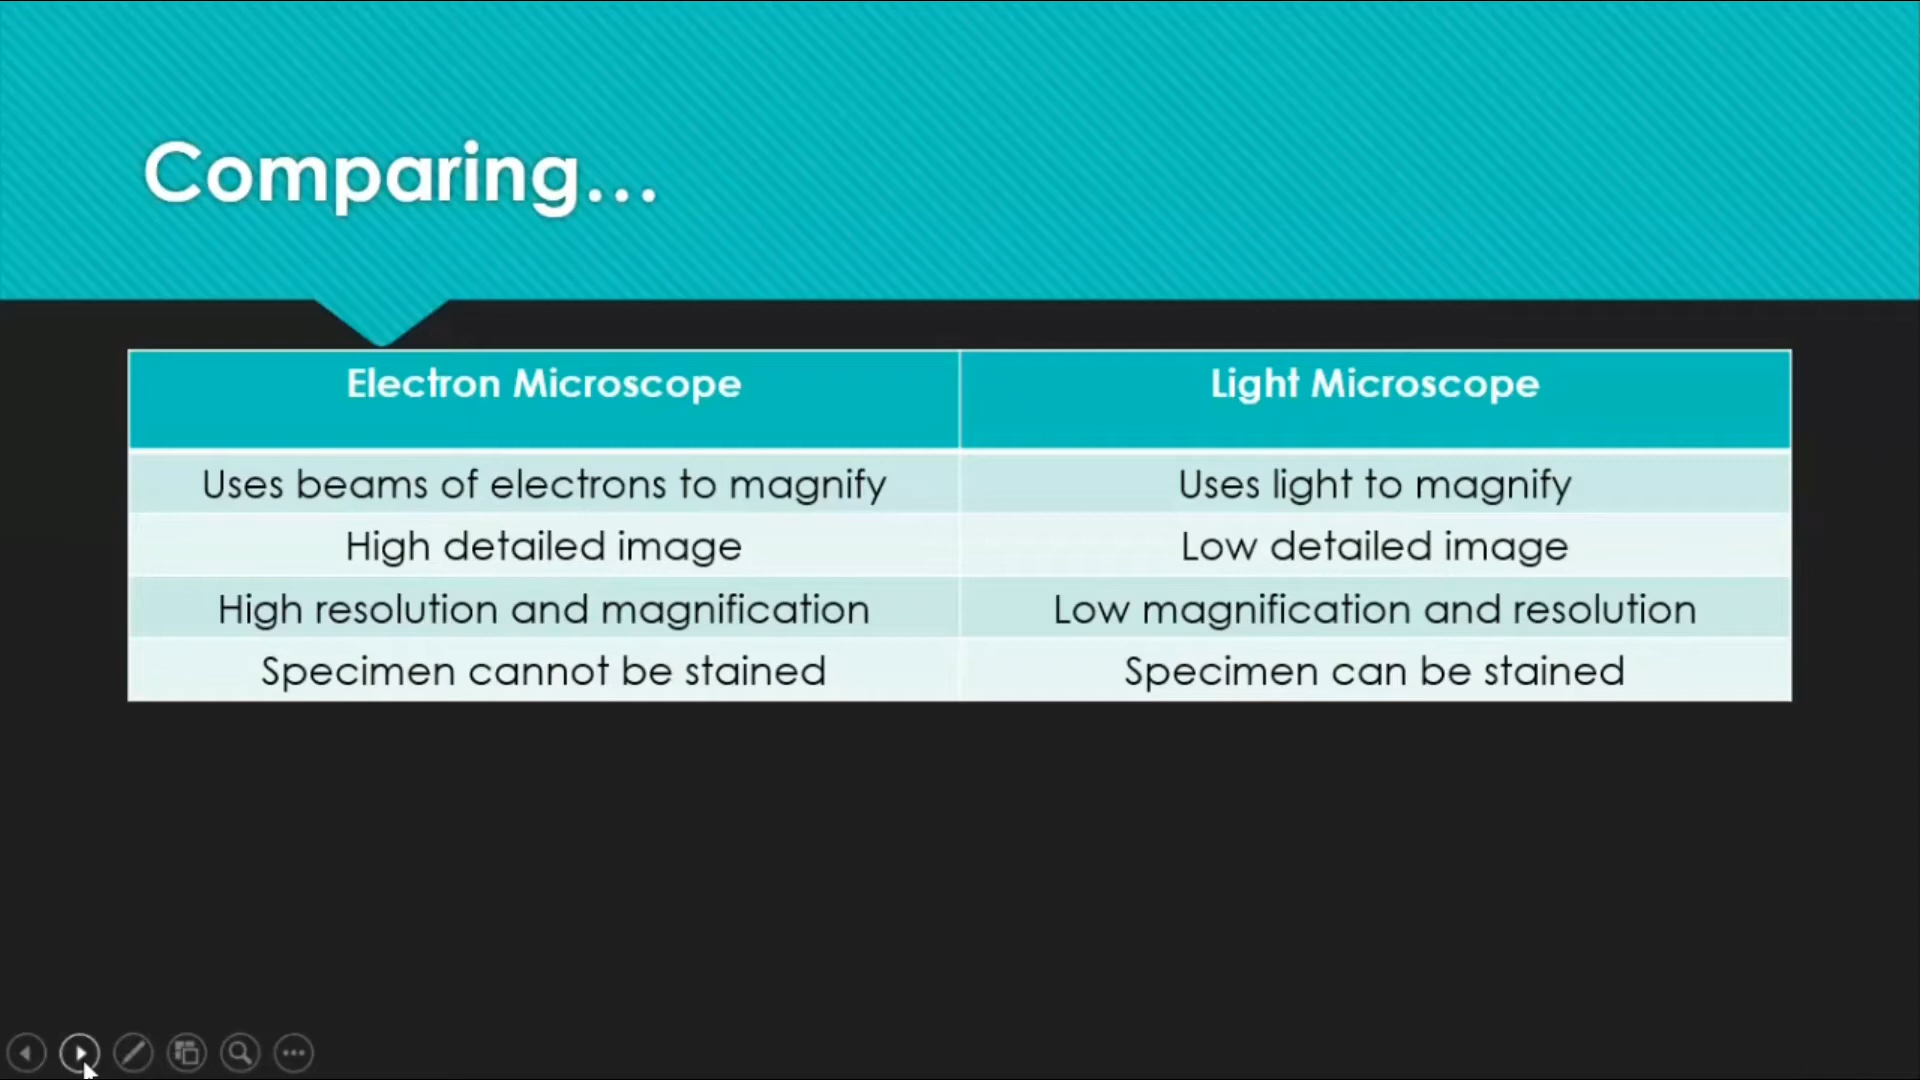 Comparing...
Electron Microscope
Light Microscope
Uses beams of electrons to magnify
Uses light to magnify
High detailed image
Low detailed image
High resolution and magnification
Low magnification and resolution
Specimen cannot be stained
Specimen can be stained